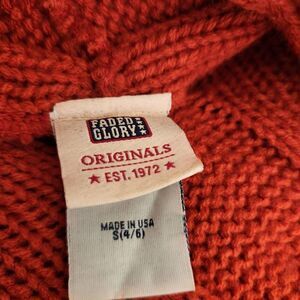 FADED
GLORY
ORIGINALS
★ EST. 1972 ★
MADE IN USA
S(4/6)